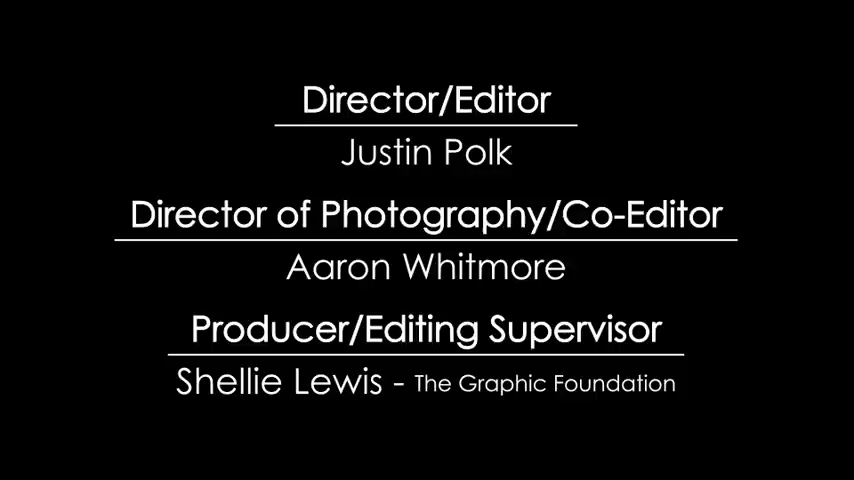 Director/Editor
Justin Polk
Director of Photography/Co-Editor
Aaron Whitmore
Producer/Editing Supervisor
Shellie Lewis - The Graphic Foundation